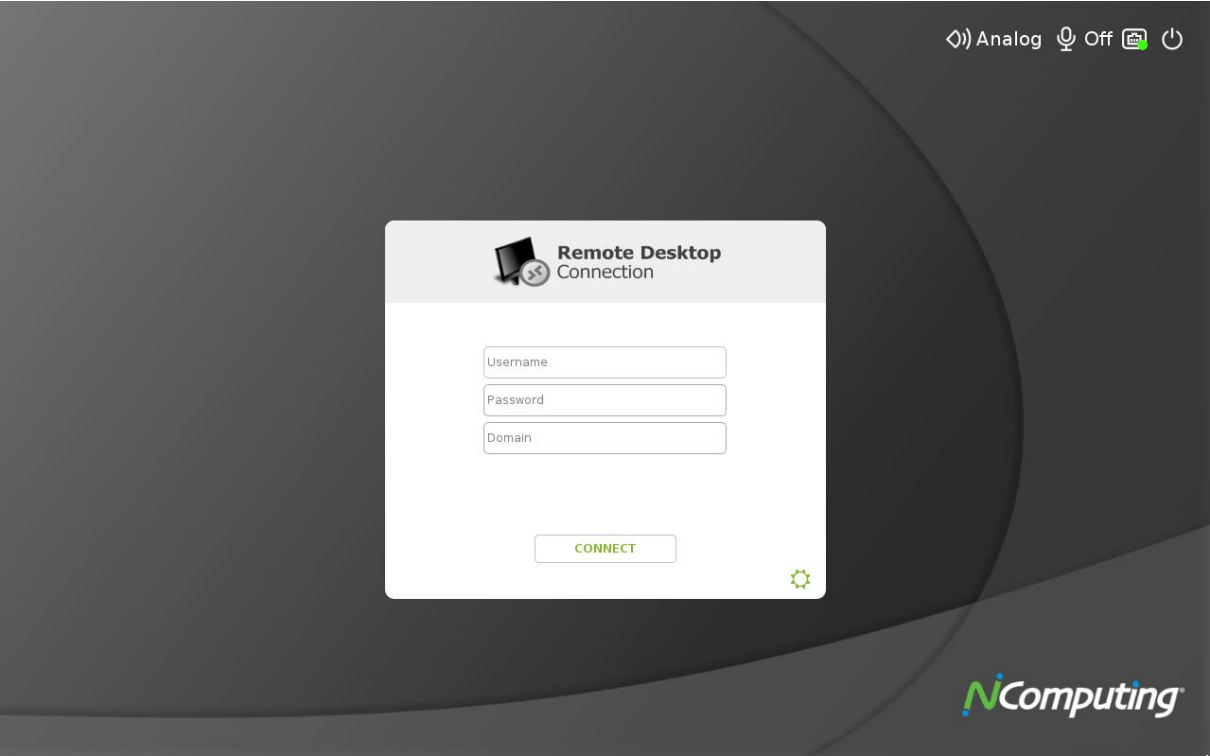 Analog Off
Remote Desktop
Connection
Username
Password
Domain
CONNECT
NComputing